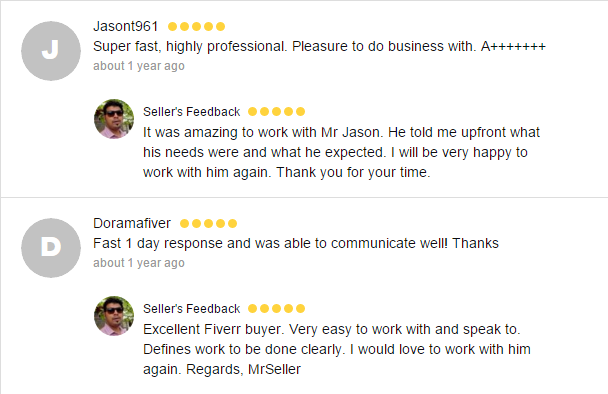 J
Jasont961
Super fast, highly professional. Pleasure to do business with. A+++++++
about 1 year ago
Seller's Feedback
It was amazing to work with Mr Jason. He told me upfront what
his needs were and what he expected. I will be very happy to
work with him again. Thank you for your time.
D
Doramafiver
Fast 1 day response and was able to communicate well! Thanks
about 1 year ago
Seller's Feedback
Excellent Fiverr buyer. Very easy to work with and speak to.
Defines work to be done clearly. I would love to work with him
again. Regards, MrSeller